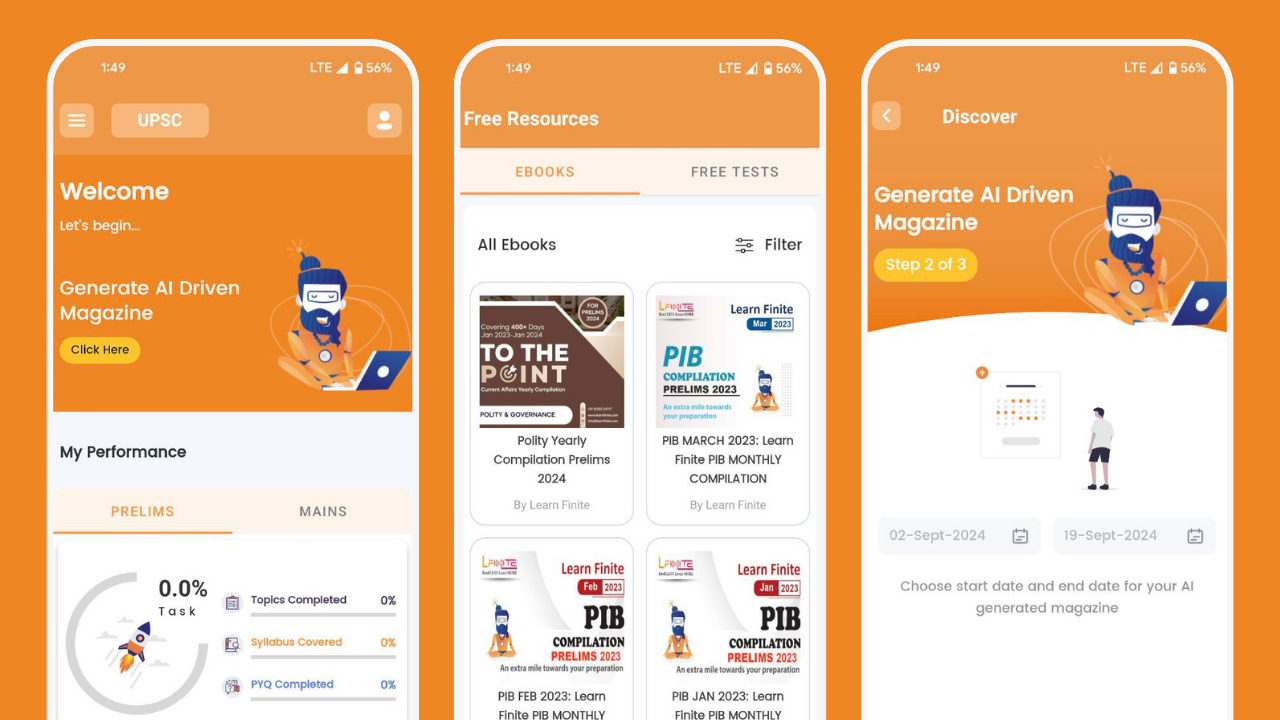 1:49
LTE 56%
UPSC
Welcome
Let's begin...
Generate AI Driven
Magazine
Click Here
My Performance
PRELIMS MAINS
0.0%
Task
Topics Completed 0%
Syllabus Covered 0%
PYQ Completed 0%
1:49
LTE 56%
Free Resources
EBOOKS FREE TESTS
All Ebooks
Filter
FOR
PRELIMS
2024
Covering 400+ Days
Jan 2023-Jan 2024
TO THE
POINT
Current Affairs Yearly Compilation
POLITY & GOVERNANCE
Polity Yearly
Compilation Prelims
2024
By Learn Finite
LFINITE
Learn Finite
Mar 2023
PIB
COMPLIATION
PRELIMS 2023
An extra mile towards
your preparation
PIB MARCH 2023: Learn
Finite PIB MONTHLY
COMPILATION
By Learn Finite
LFINITE
Learn Finite
Feb 2023
PIB
COMPILATION
PRELIMS 2023
An extra mile towards your preparation
PIB FEB 2023: Learn
Finite PIB MONTHLY
LFINITE
Learn Finite
Jan 2023
PIB
COMPILATION
PRELIMS 2023
An extra mile towards your preparation
PIB JAN 2023: Learn
Finite PIB MONTHLY
1:49
LTE 56%
Discover
Generate AI Driven
Magazine
Step 2 of 3
02-Sept-2024
19-Sept-2024
Choose start date and end date for your AI
generated magazine